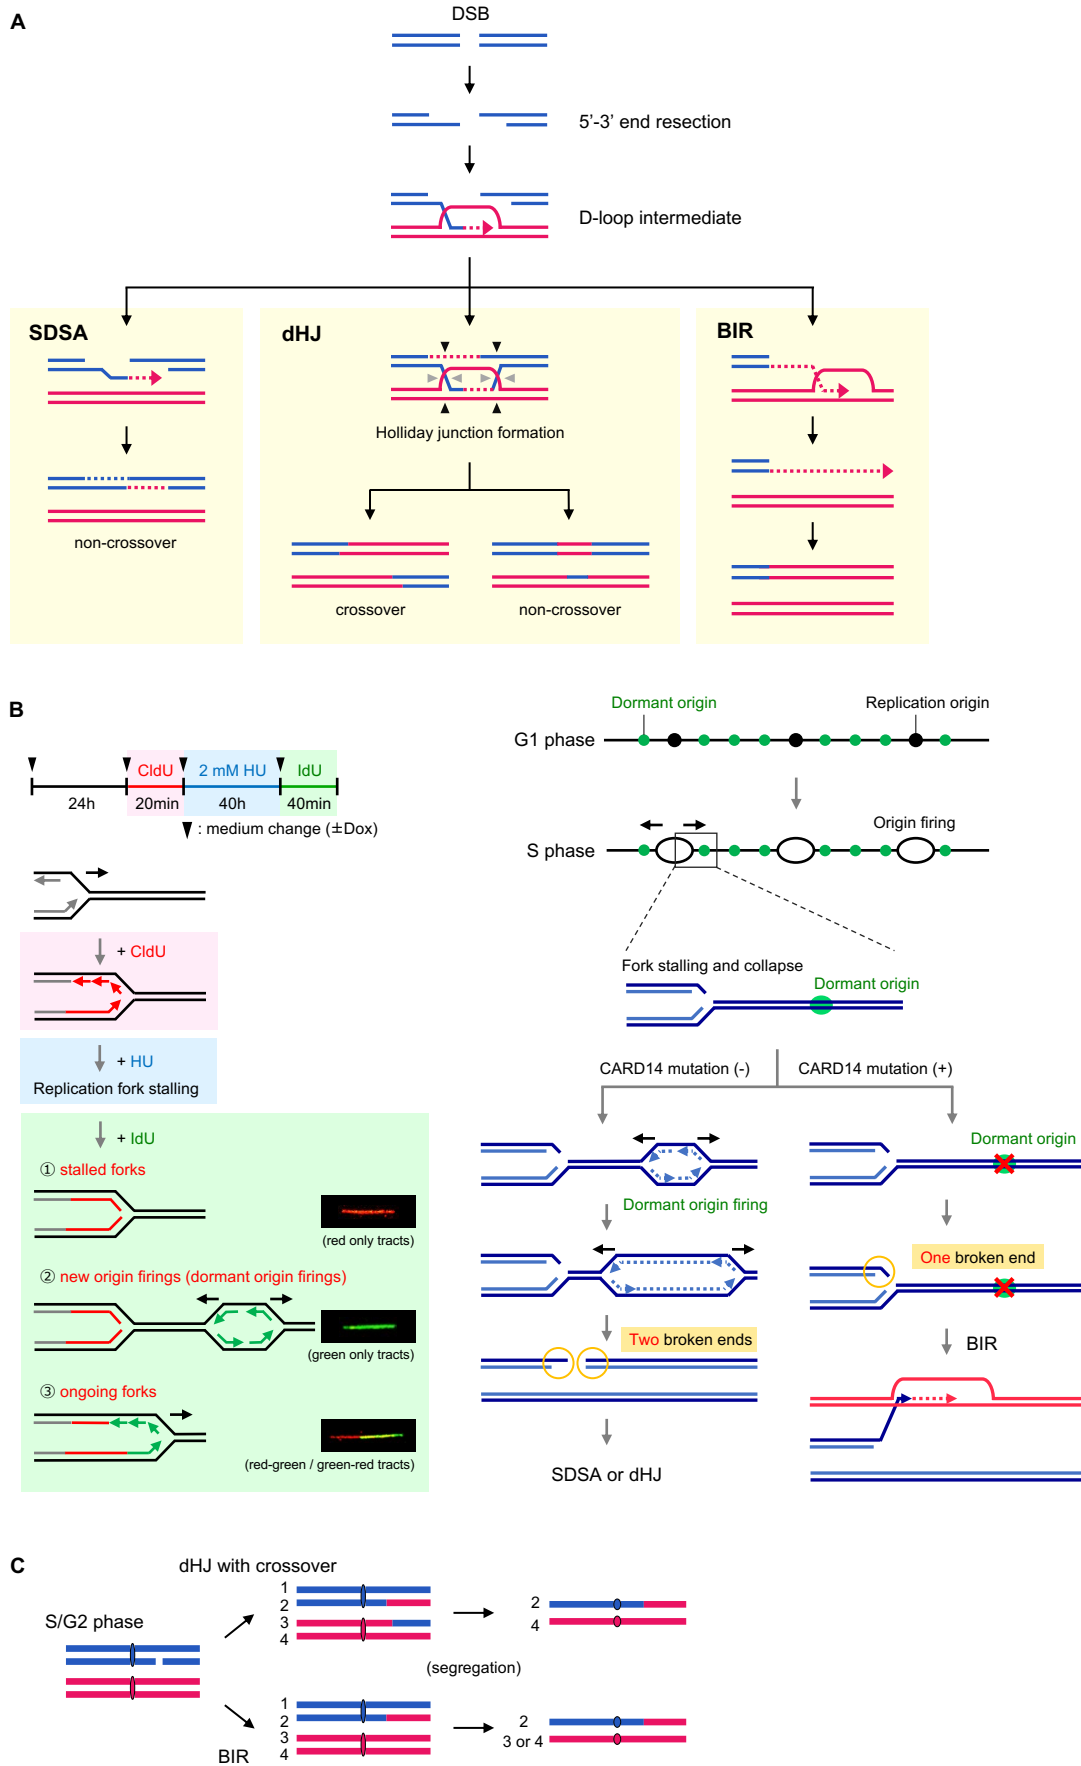 A
DSB
5'-3' end resection
D-loop intermediate
SDSA
non-crossover
dHJ
Holliday junction formation
crossover
non-crossover
BIR
B
CldU
2 mM HU
IdU
24h
20min
40h
40min
: medium change (±Dox)
+ CldU
+ HU
Replication fork stalling
+ IdU
① stalled forks
(red only tracts)
② new origin firings (dormant origin firings)
(green only tracts)
③ ongoing forks
(red-green / green-red tracts)
Dormant origin
Replication origin
G1 phase
Origin firing
S phase
Fork stalling and collapse
Dormant origin
CARD14 mutation (-)
CARD14 mutation (+)
Dormant origin firing
Two broken ends
SDSA or dHJ
Dormant origin
One broken end
BIR
C
S/G2 phase
dHJ with crossover
1
2
3
4
(segregation)
2
4
BIR
1
2
3
4
2
3 or 4